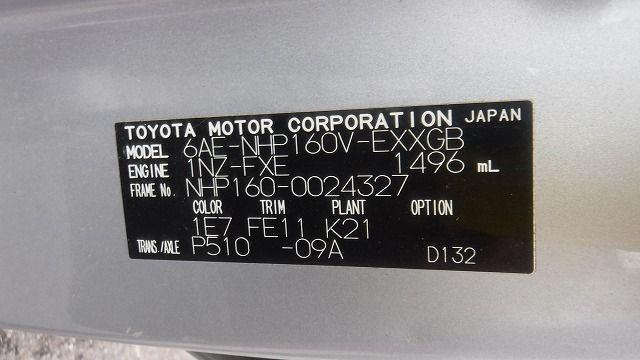 TOYOTA MOTOR CORPORATION JAPAN
MODEL 6AE-NHP160V-EXXGB
ENGINE 1NZ-FXE 1496 mL
FRAME No. NHP160-0024327
COLOR TRIM PLANT OPTION
1E7 FE11 K21
TRANS./AXLE P510 -09A D132